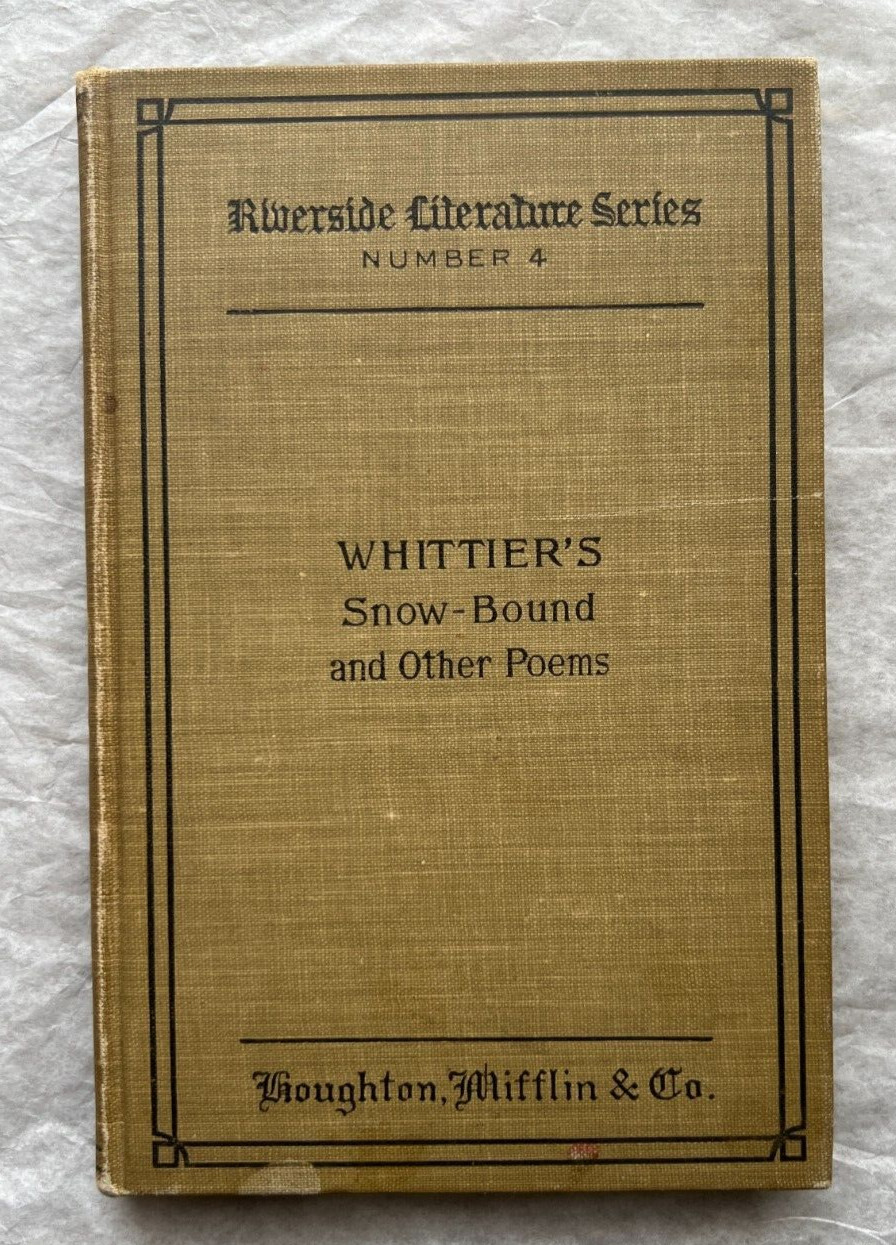 Riverside Literature Series
NUMBER 4
WHITTIER'S
Snow-Bound
and Other Poems
Houghton, Mifflin & Co.